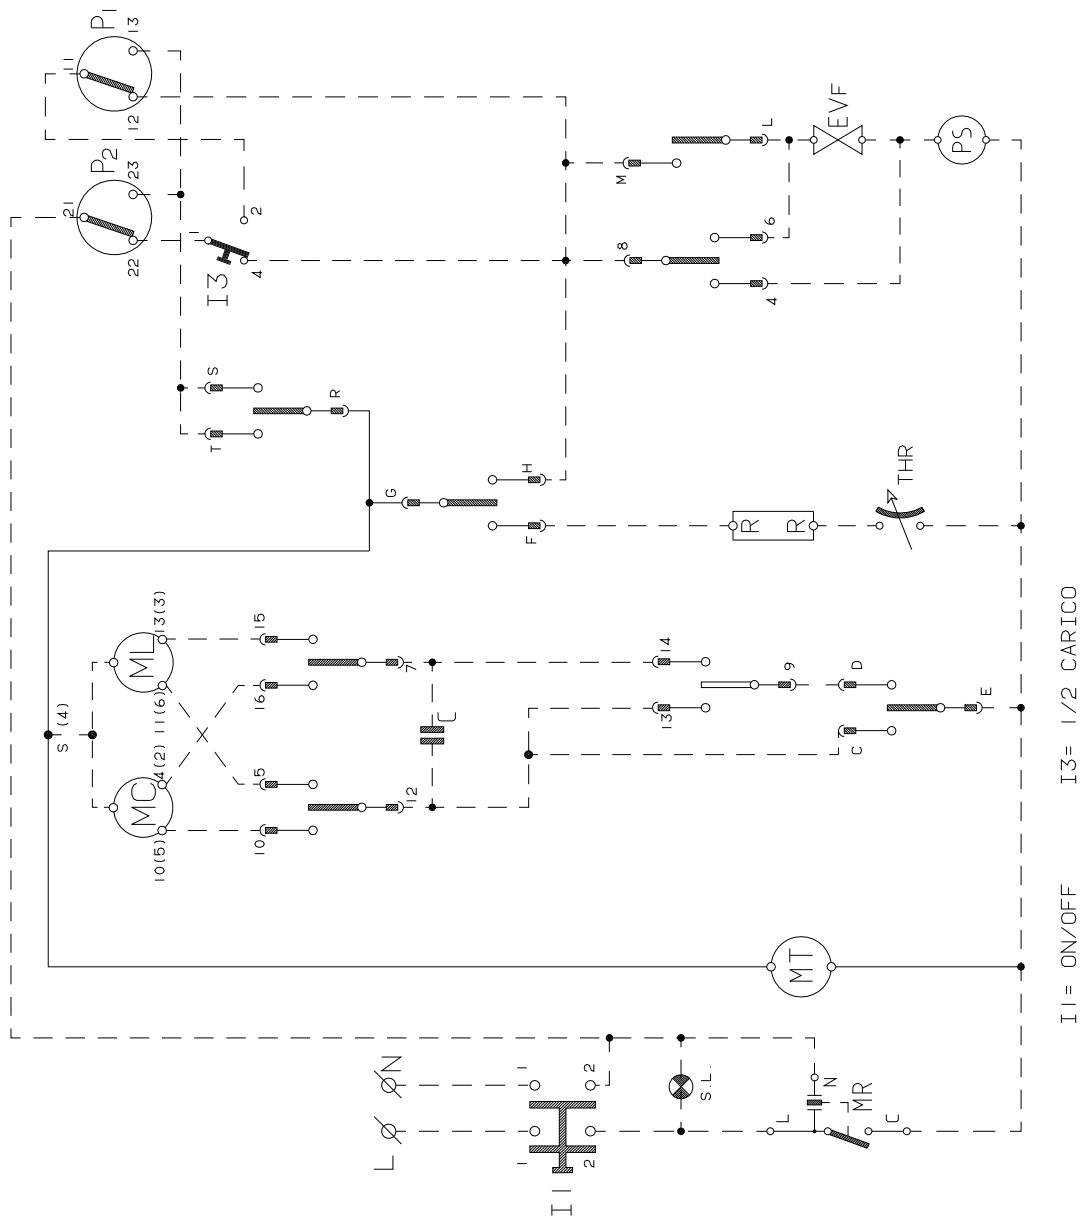 P1
11
13
12
P2
21
23
22
1
2
4
I3
S
T
R
G
H
F
M
L
8
6
4
EVF
PS
THR
R
R
S (4)
ML
13(3)
11(6)
MC
4(2)
10(5)
15
16
5
10
7
12
C
14
13
9
D
C
E
MT
L
N
1
2
1
2
I1
S.L.
L
N
MR
C
I1= ON/OFF
I3= 1/2 CARICO